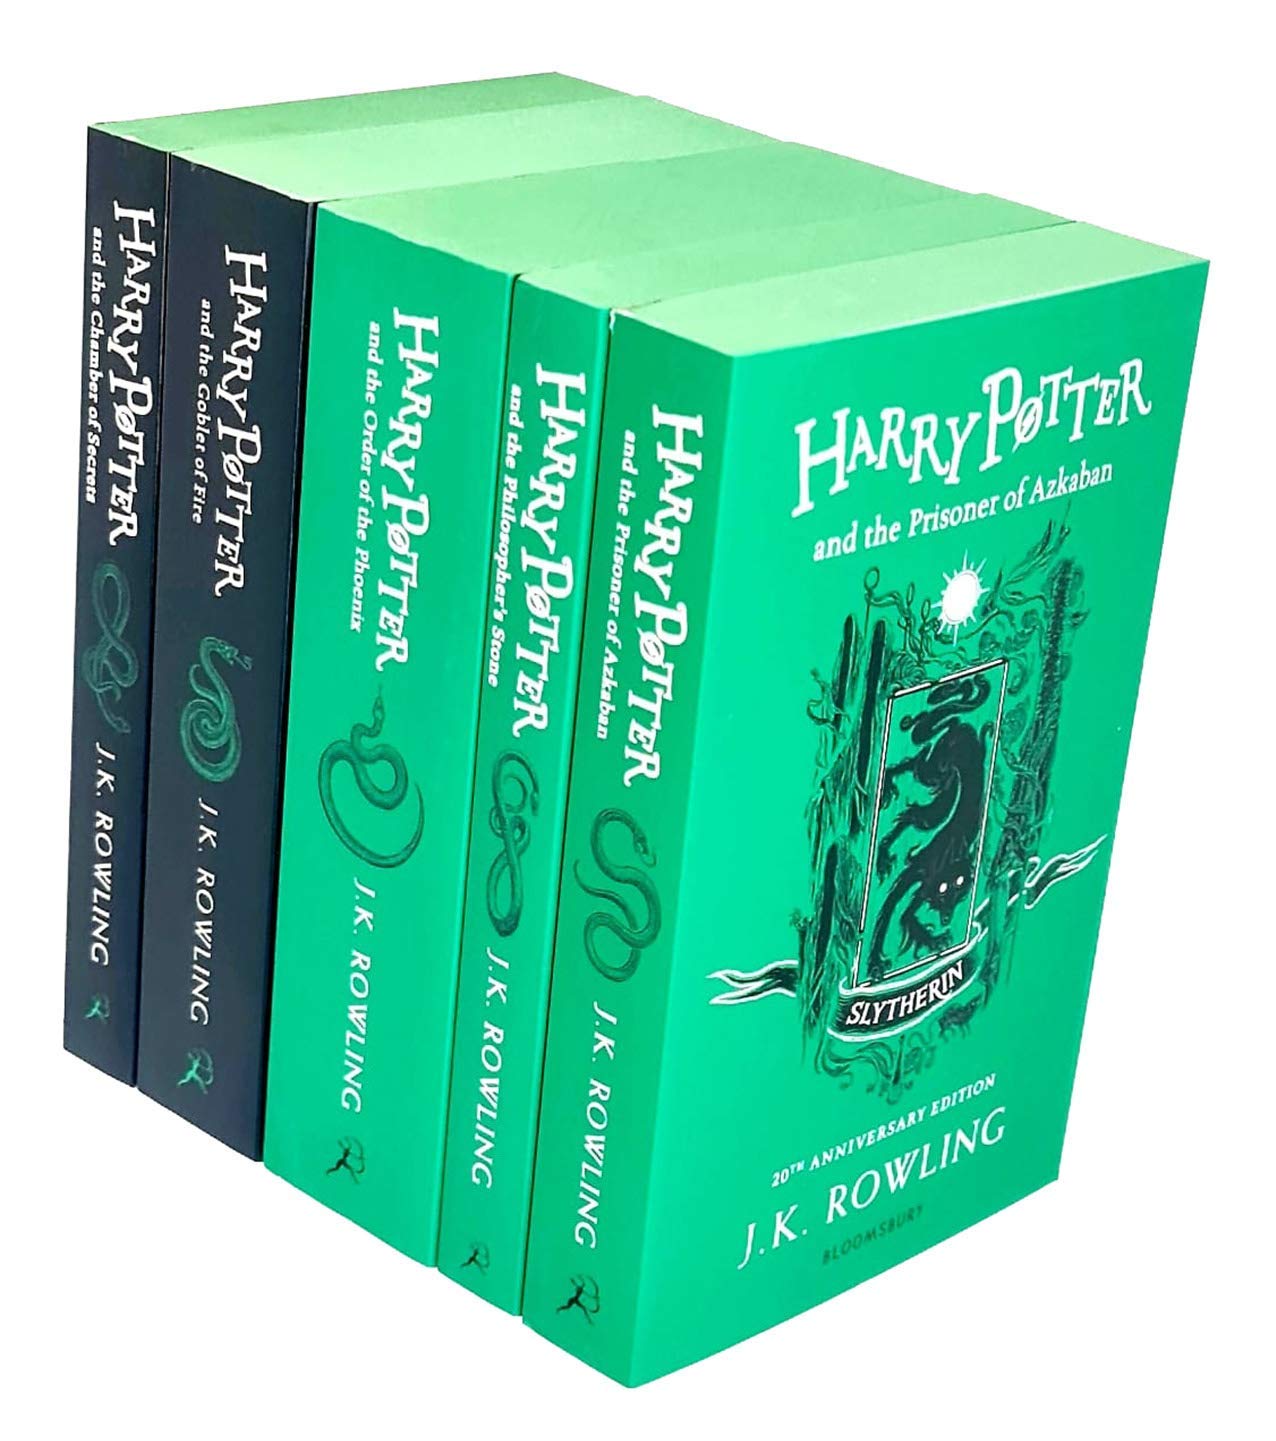 HARRY POTTER
and the Chamber of Secrets
J.K. ROWLING
HARRY POTTER
and the Goblet of Fire
J.K. ROWLING
HARRY POTTER
and the Order of the Phoenix
J.K. ROWLING
HARRY POTTER
and the Philosopher's Stone
J.K. ROWLING
HARRY POTTER
and the Prisoner of Azkaban
J.K. ROWLING
HARRY POTTER
and the Prisoner of Azkaban
SLYTHERIN
20TH ANNIVERSARY EDITION
J.K. ROWLING
BLOOMSBURY